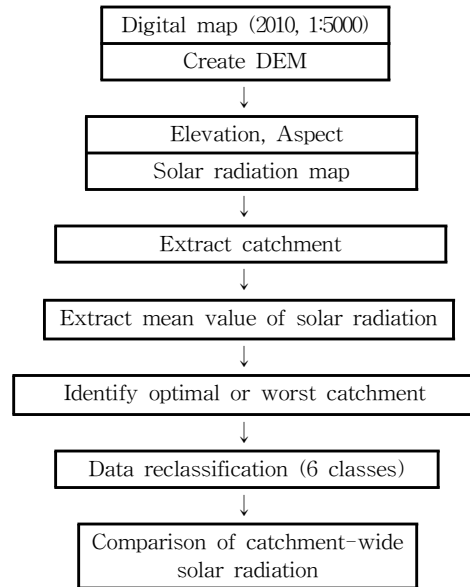 Digital map (2010, 1:5000)
Create DEM
Elevation, Aspect
Solar radiation map
Extract catchment
Extract mean value of solar radiation
Identify optimal or worst catchment
Data reclassification (6 classes)
Comparison of catchment-wide
solar radiation